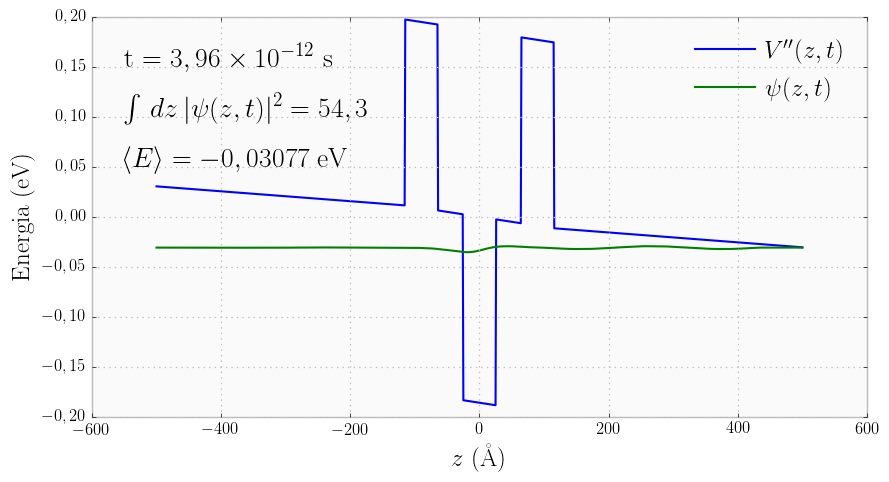 t = 3,96 × 10⁻¹² s
∫ dz |ψ(z, t)|² = 54,3
⟨E⟩ = −0,03077 eV
V′′(z, t)
ψ(z, t)
Energia (eV)
0,20
0,15
0,10
0,05
0,00
−0,05
−0,10
−0,15
−0,20
−600 −400 −200 0 200 400 600
z (Å)